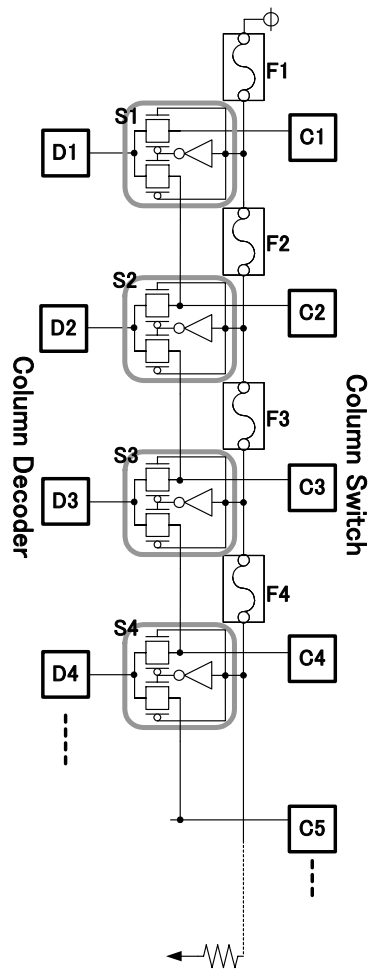 F1
S1
D1
C1
F2
S2
D2
C2
F3
S3
D3
C3
F4
S4
D4
C4
C5
Column Decoder
Column Switch